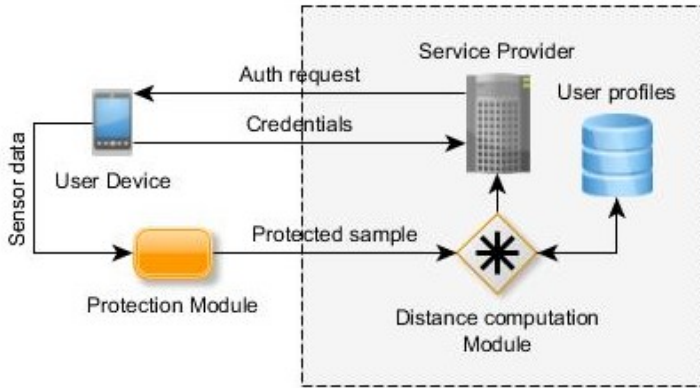 Service Provider
Auth request
User profiles
Credentials
User Device
Sensor data
Protected sample
Protection Module
Distance computation
Module